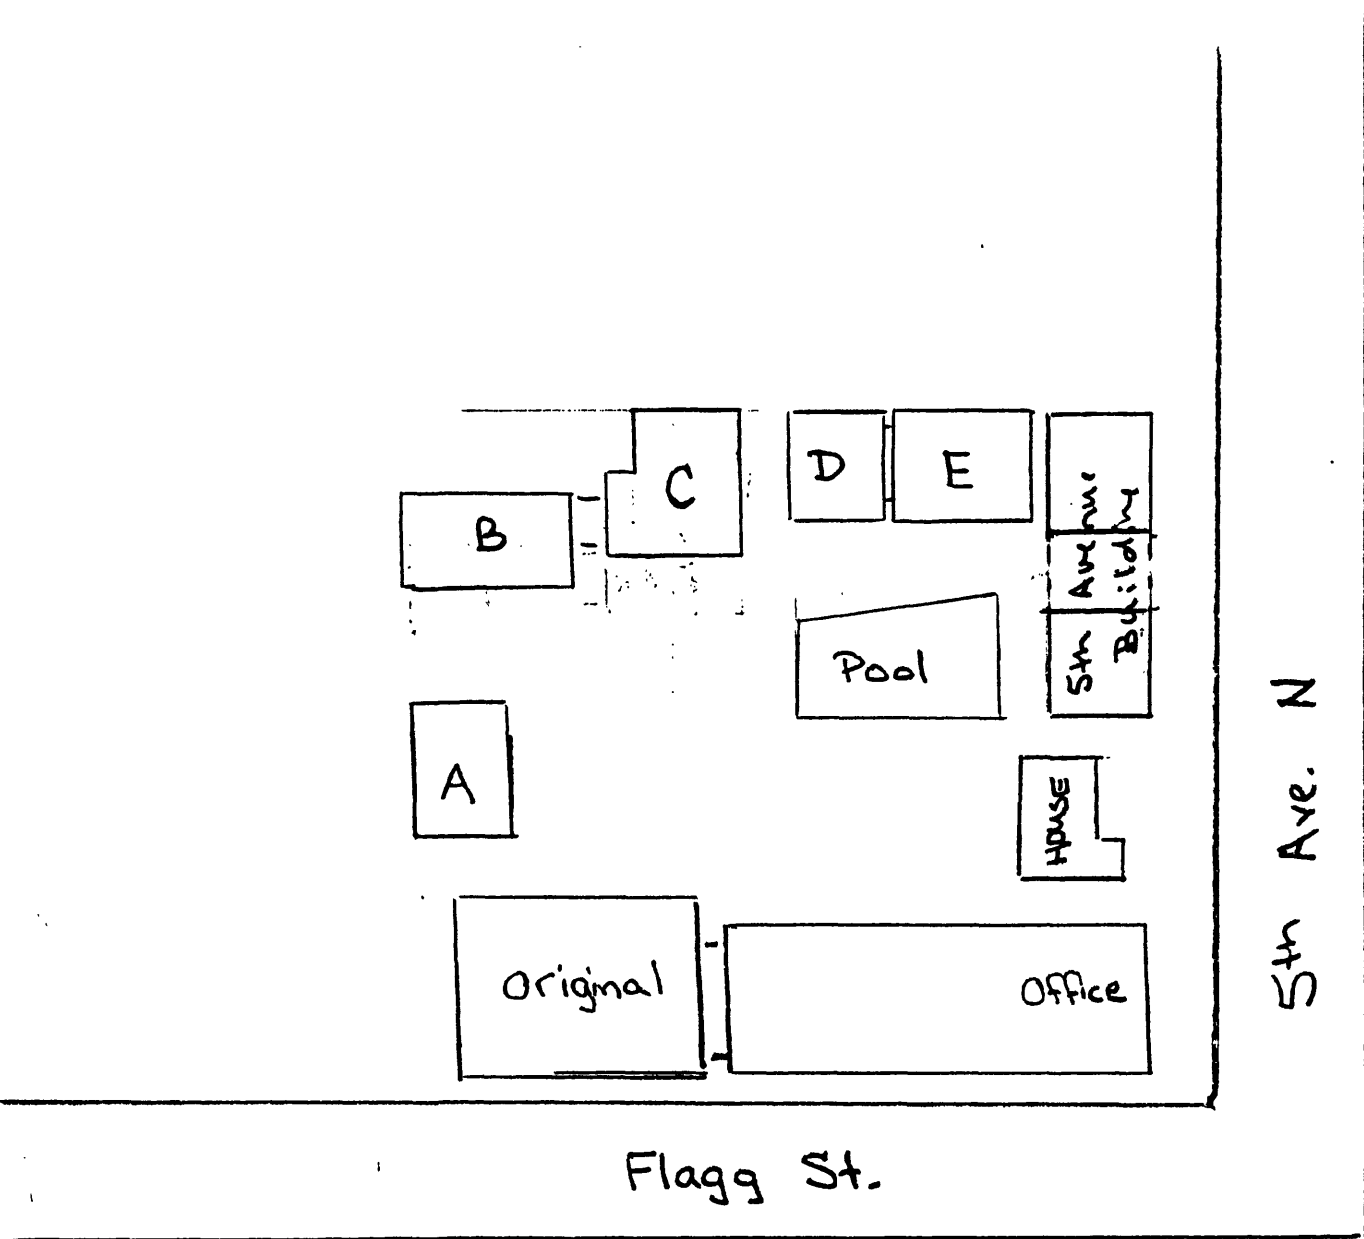 C
D
E
B
5th Avenue
Building
Pool
A
House
Original
Office
5th Ave. N
Flagg St.